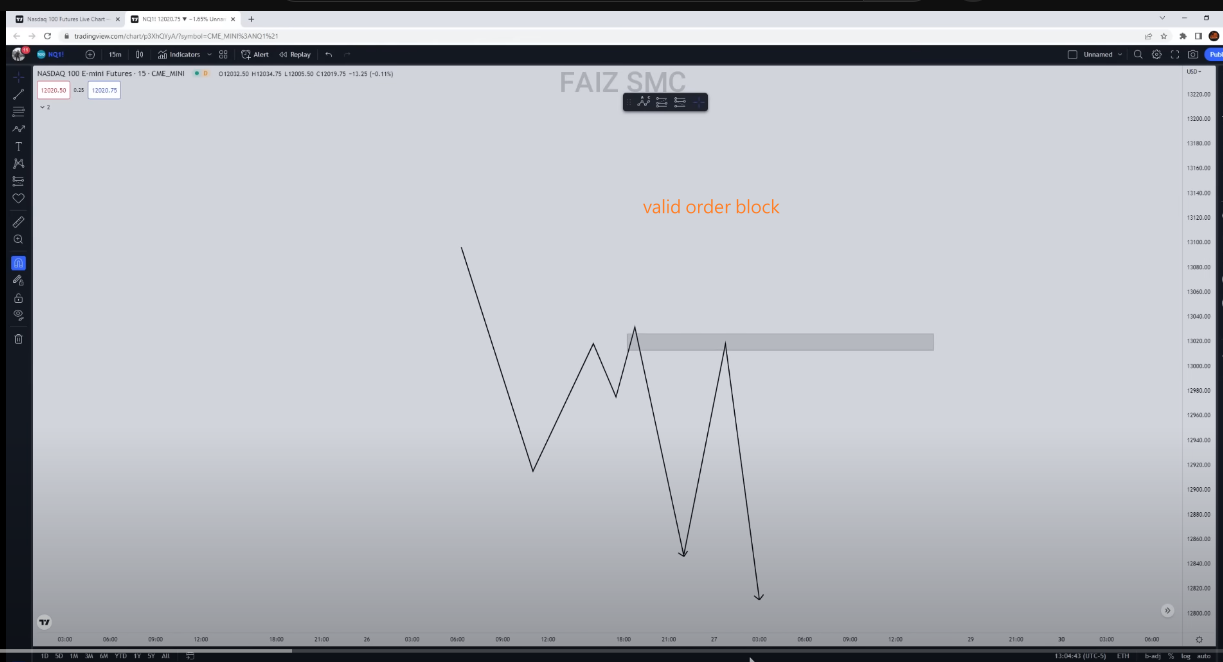 Nasdaq 100 Futures Live Chart -
NQ1! 12020.75 ▼ −1.65% Unna
tradingview.com/chart/p3XhQVyA/?symbol=CME_MINI%3ANQ1%21
NQ1! 15m Indicators Alert Replay Unnamed Publ
NASDAQ 100 E-mini Futures · 15 · CME_MINI D O12032.50 H12034.75 L12005.50 C12019.75 −13.25 (−0.11%)
12020.50 0.25 12020.75
2
FAIZ SMC
valid order block
USD
13220.00
13200.00
13180.00
13160.00
13140.00
13120.00
13100.00
13080.00
13060.00
13040.00
13020.00
13000.00
12980.00
12960.00
12940.00
12920.00
12900.00
12880.00
12860.00
12840.00
12820.00
12800.00
03:00 06:00 09:00 12:00 18:00 21:00 26 03:00 06:00 09:00 12:00 18:00 21:00 27 03:00 06:00 09:00 12:00 29 21:00 30 03:00 06:00
1D 5D 1M 3M 6M YTD 1Y 5Y All 13:04:43 (UTC-5) ETH b-adj % log auto